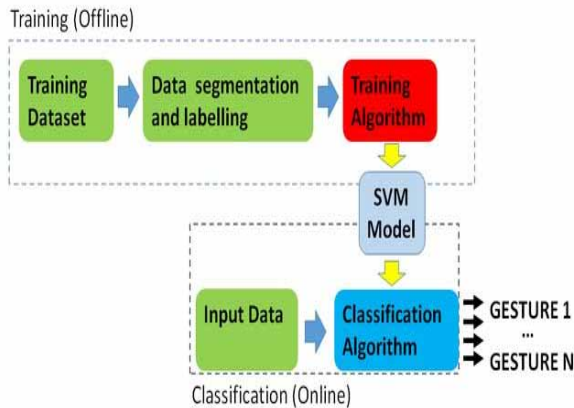 Training (Offline)
Training
Dataset
Data segmentation
and labelling
Training
Algorithm
SVM
Model
Input Data
Classification
Algorithm
GESTURE 1
...
GESTURE N
Classification (Online)